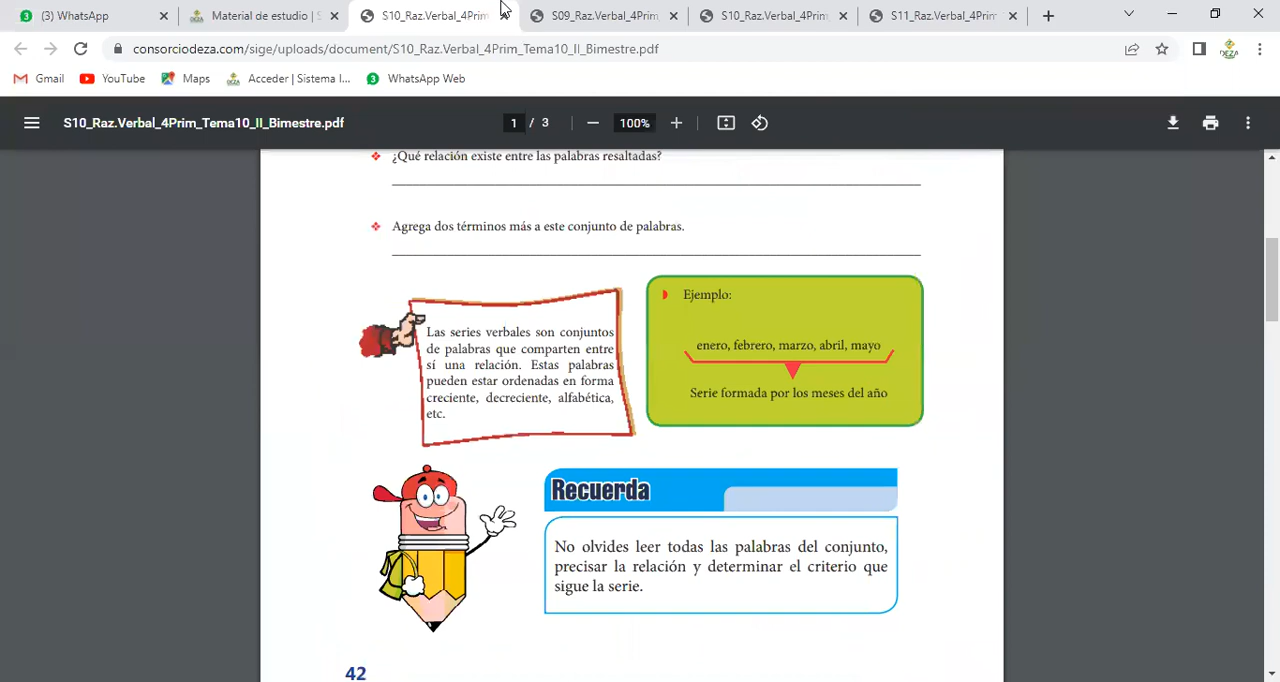 (3) WhatsApp
Material de estudio | S
S10_Raz.Verbal_4Prim
S09_Raz.Verbal_4Prim
S10_Raz.Verbal_4Prim
S11_Raz.Verbal_4Prim
consorciodeza.com/sige/uploads/document/S10_Raz.Verbal_4Prim_Tema10_II_Bimestre.pdf
DEZA
Gmail YouTube Maps Acceder | Sistema I... WhatsApp Web
S10_Raz.Verbal_4Prim_Tema10_II_Bimestre.pdf 1 / 3 100%
¿Qué relación existe entre las palabras resaltadas?
Agrega dos términos más a este conjunto de palabras.
Las series verbales son conjuntos
de palabras que comparten entre
sí una relación. Estas palabras
pueden estar ordenadas en forma
creciente, decreciente, alfabética,
etc.
Ejemplo:
enero, febrero, marzo, abril, mayo
Serie formada por los meses del año
Recuerda
No olvides leer todas las palabras del conjunto,
precisar la relación y determinar el criterio que
sigue la serie.
42